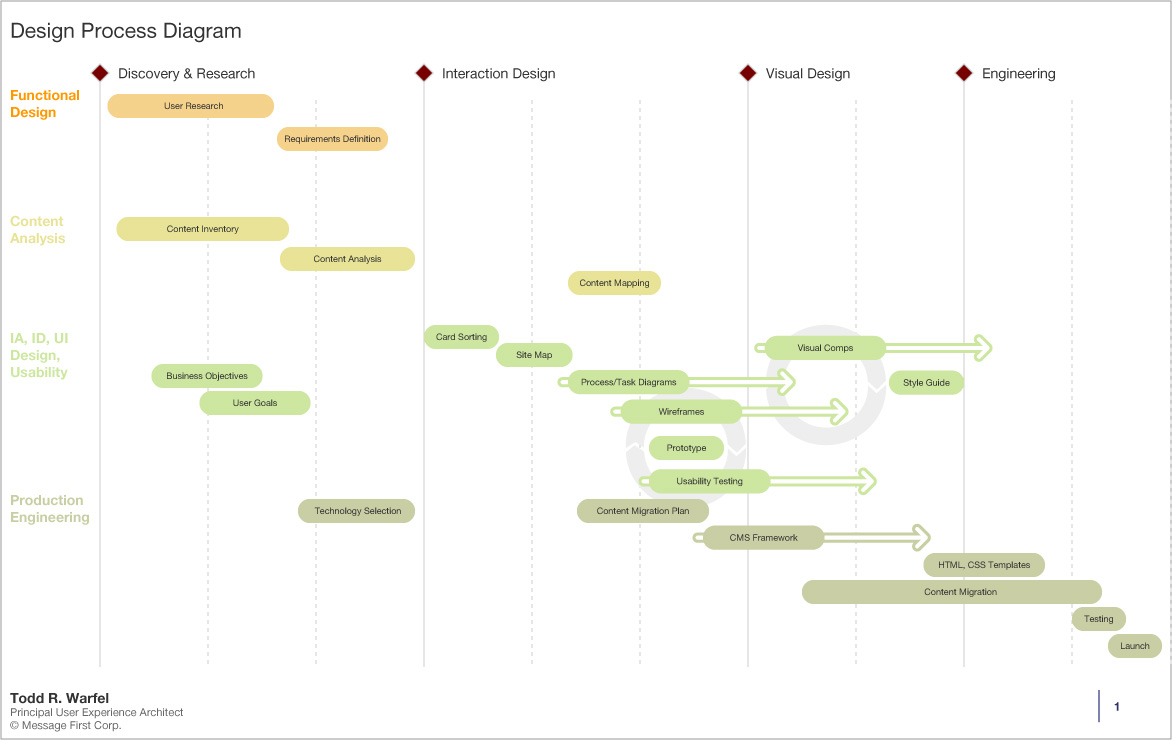 Design Process Diagram
Discovery & Research
Interaction Design
Visual Design
Engineering
Functional
Design
User Research
Requirements Definition
Content
Analysis
Content Inventory
Content Analysis
Content Mapping
IA, ID, UI
Design,
Usability
Card Sorting
Site Map
Visual Comps
Business Objectives
Process/Task Diagrams
Style Guide
User Goals
Wireframes
Prototype
Usability Testing
Production
Engineering
Technology Selection
Content Migration Plan
CMS Framework
HTML, CSS Templates
Content Migration
Testing
Launch
Todd R. Warfel
Principal User Experience Architect
© Message First Corp.
1